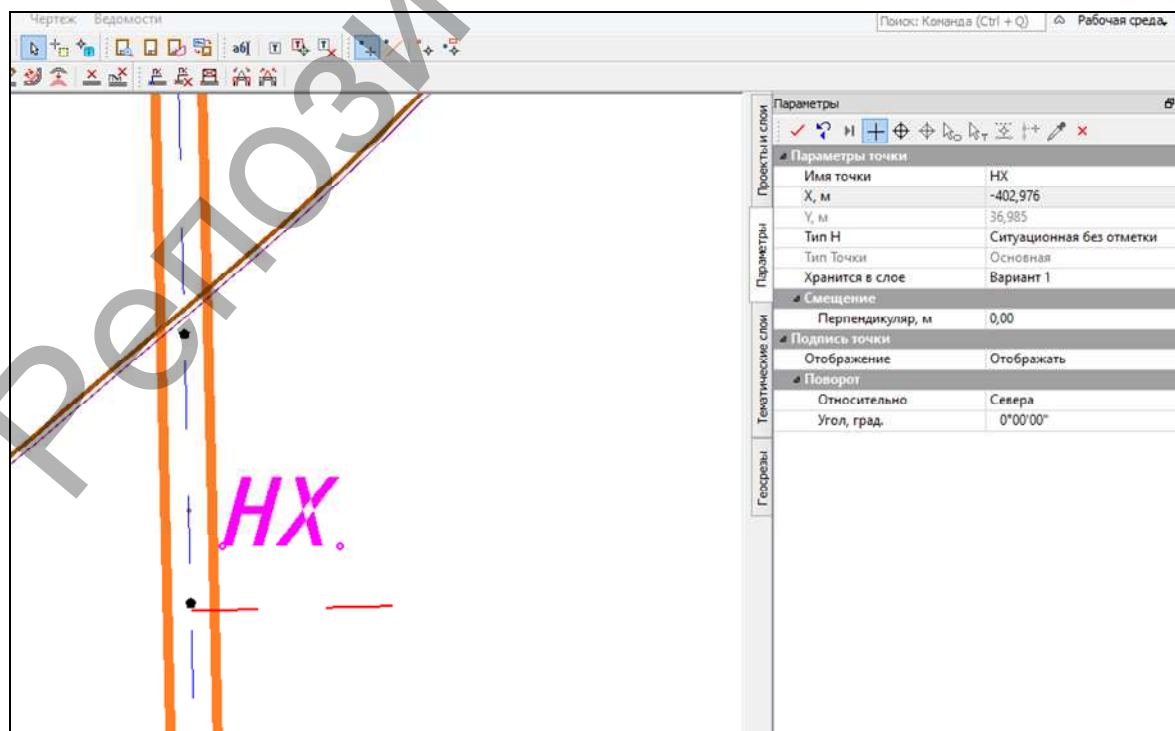 Чертеж Ведомости
Поиск: Команда (Ctrl + Q)
Рабочая среда
абI
Параметры
Проекты и слои
Параметры
Тематические слои
Геосрезы
Параметры точки
Имя точки НХ
X, м -402,976
Y, м 36,985
Тип Н Ситуационная без отметки
Тип Точки Основная
Хранится в слое Вариант 1
Смещение
Перпендикуляр, м 0,00
Подпись точки
Отображение Отображать
Поворот
Относительно Севера
Угол, град. 0°00'00"
НХ
Репози